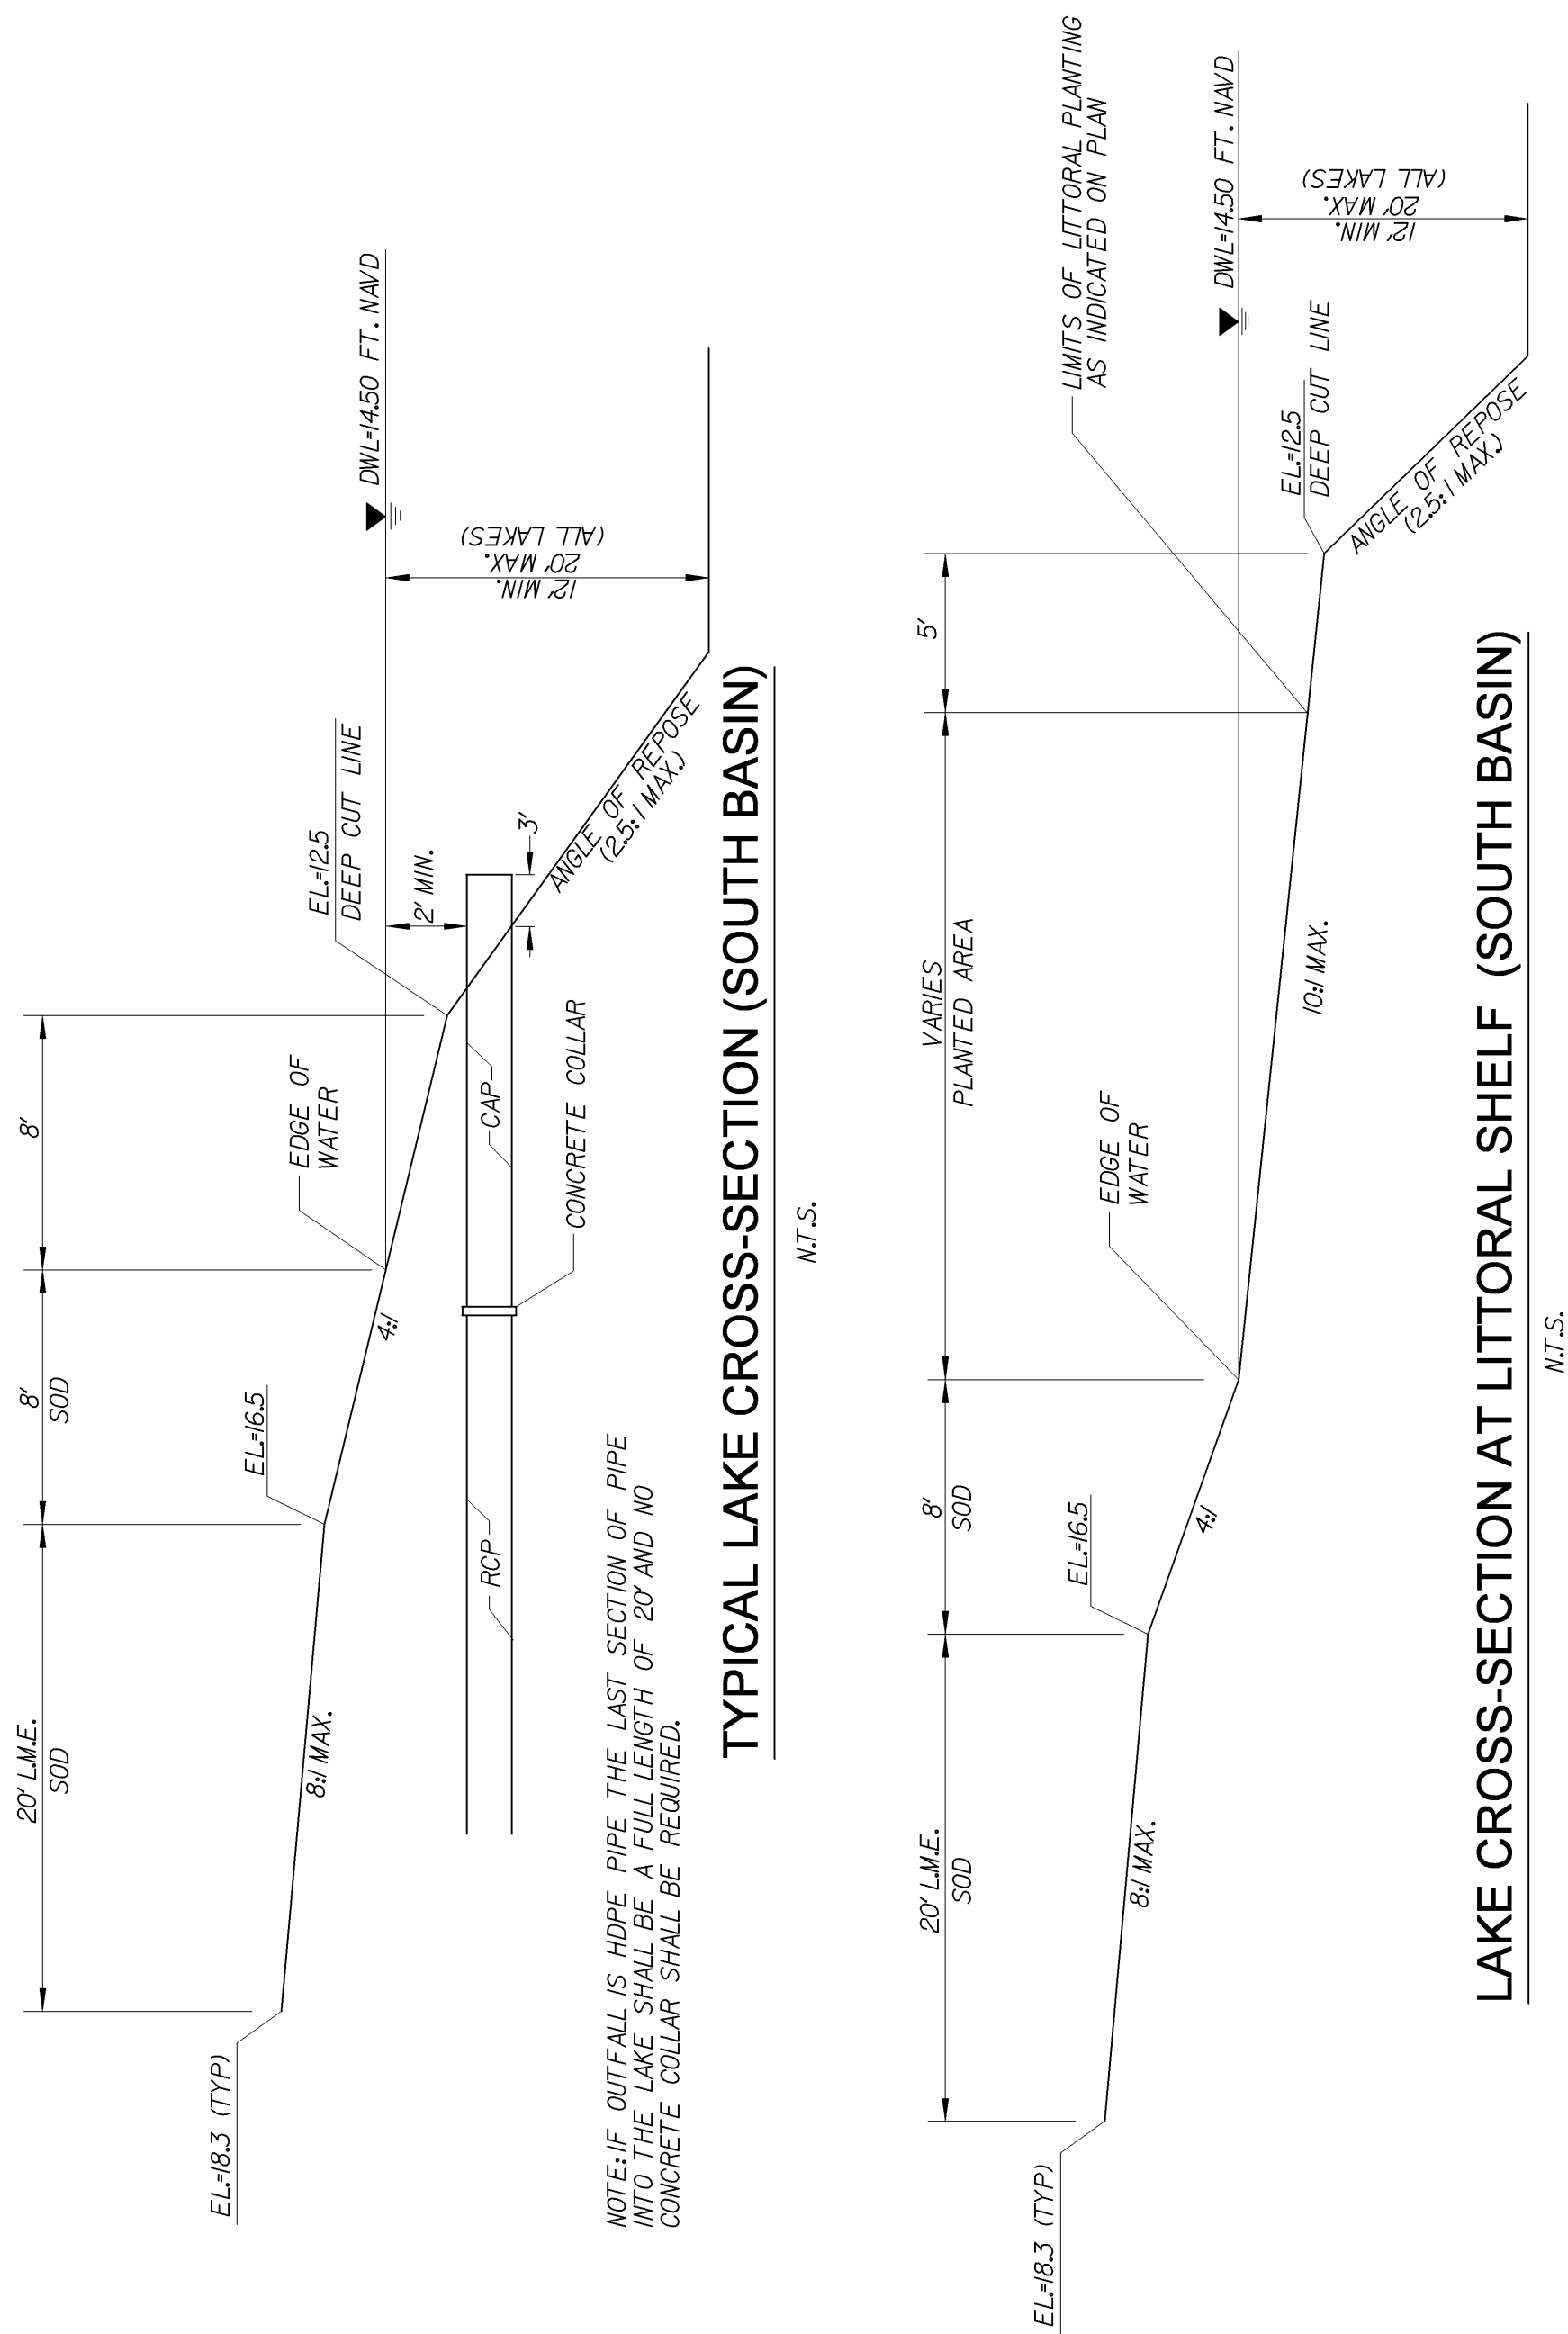 20' L.M.E.
SOD
8'
SOD
8'
EL.=18.3 (TYP)
8:1 MAX.
EL.=16.5
4:1
EDGE OF
WATER
EL.=12.5
DEEP CUT LINE
DWL=14.50 FT. NAVD
2' MIN.
12' MIN.
20' MAX.
(ALL LAKES)
RCP
CAP
3'
ANGLE OF REPOSE
(2.5:1 MAX.)
CONCRETE COLLAR
NOTE: IF OUTFALL IS HDPE PIPE THE LAST SECTION OF PIPE
INTO THE LAKE SHALL BE A FULL LENGTH OF 20' AND NO
CONCRETE COLLAR SHALL BE REQUIRED.
TYPICAL LAKE CROSS-SECTION (SOUTH BASIN)
N.T.S.
20' L.M.E.
SOD
8'
SOD
VARIES
PLANTED AREA
5'
EL.=18.3 (TYP)
8:1 MAX.
EL.=16.5
4:1
EDGE OF
WATER
10:1 MAX.
LIMITS OF LITTORAL PLANTING
AS INDICATED ON PLAN
DWL=14.50 FT. NAVD
EL.=12.5
DEEP CUT LINE
ANGLE OF REPOSE
(2.5:1 MAX.)
12' MIN.
20' MAX.
(ALL LAKES)
LAKE CROSS-SECTION AT LITTORAL SHELF (SOUTH BASIN)
N.T.S.